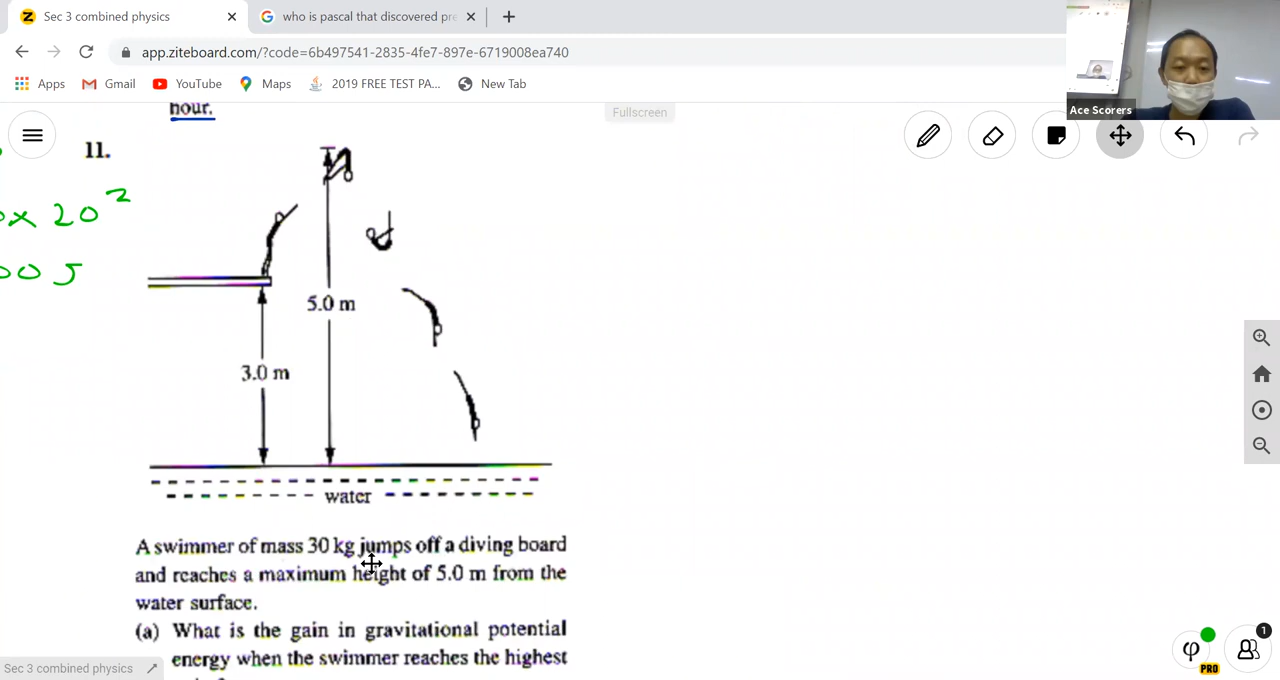 Sec 3 combined physics
who is pascal that discovered pre
app.ziteboard.com/?code=6b497541-2835-4fe7-897e-6719008ea740
Apps
Gmail
YouTube
Maps
2019 FREE TEST PA...
New Tab
Ace Scorers
Fullscreen
hour.
11.
x 20²
00 J
5.0 m
3.0 m
water
A swimmer of mass 30 kg jumps off a diving board
and reaches a maximum height of 5.0 m from the
water surface.
(a) What is the gain in gravitational potential
energy when the swimmer reaches the highest
Sec 3 combined physics
PRO
1